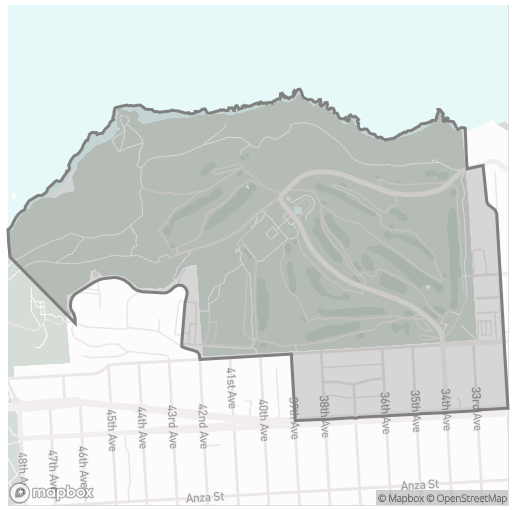 41st Ave
38th Ave
36th Ave
35th Ave
34th Ave
33rd Ave
39th Ave
40th Ave
42nd Ave
43rd Ave
44th Ave
45th Ave
46th Ave
47th Ave
48th A
Anza St
Anza St
mapbox
© Mapbox © OpenStreetMap